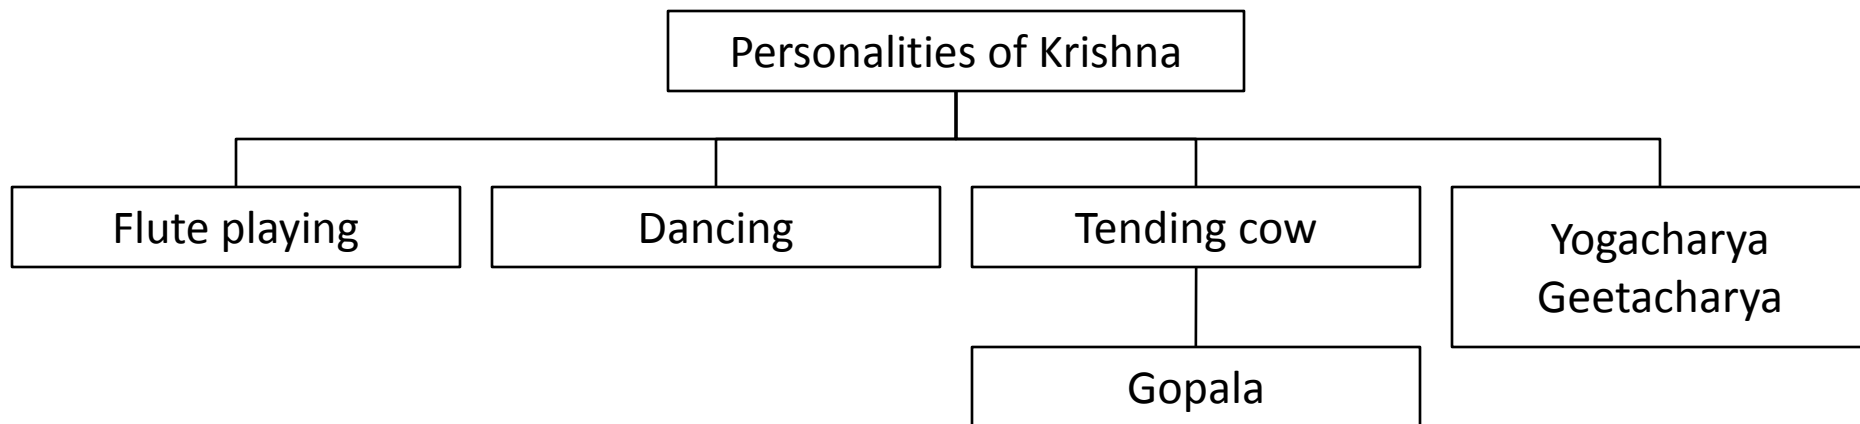 Personalities of Krishna
Flute playing
Dancing
Tending cow
Yogacharya
Geetacharya
Gopala